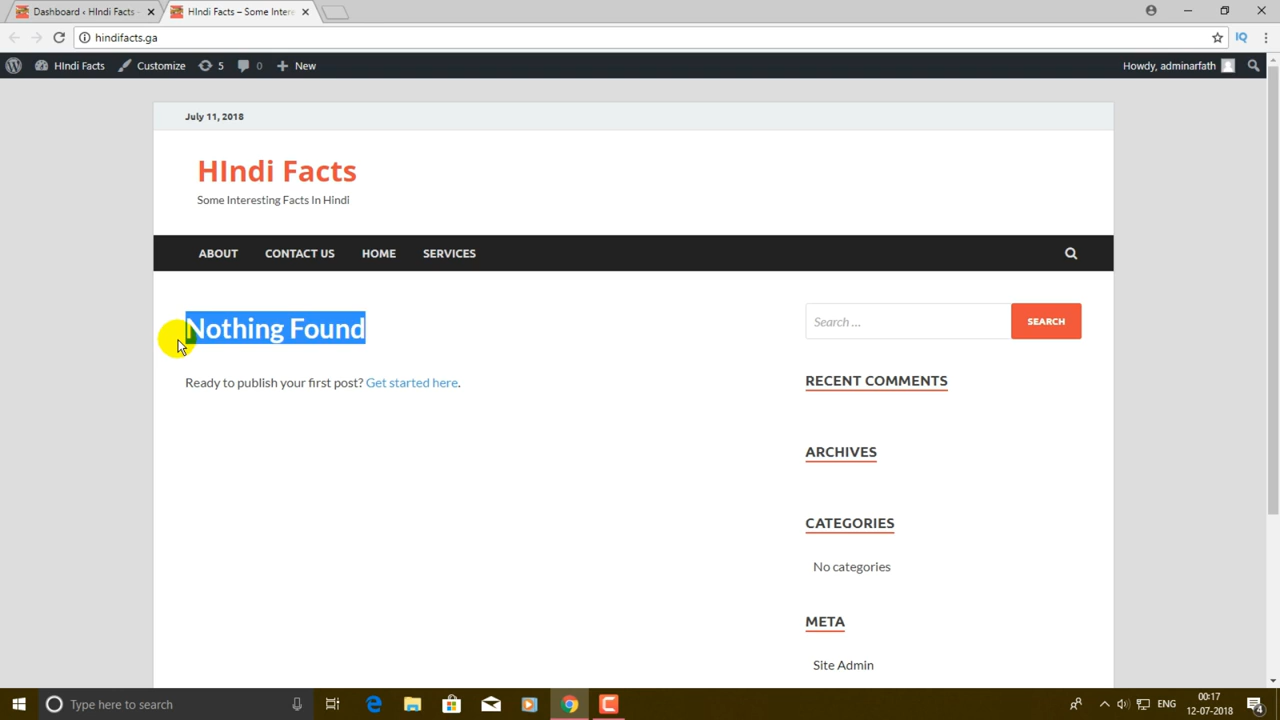 Dashboard ‹ HIndi Facts
HIndi Facts – Some Intere
hindifacts.ga
IQ
HIndi Facts
Customize
5
0
New
Howdy, adminarfath
July 11, 2018
HIndi Facts
Some Interesting Facts In Hindi
ABOUT
CONTACT US
HOME
SERVICES
Nothing Found
Ready to publish your first post? Get started here.
Search …
SEARCH
RECENT COMMENTS
ARCHIVES
CATEGORIES
No categories
META
Site Admin
Type here to search
ENG
00:17
12-07-2018
4